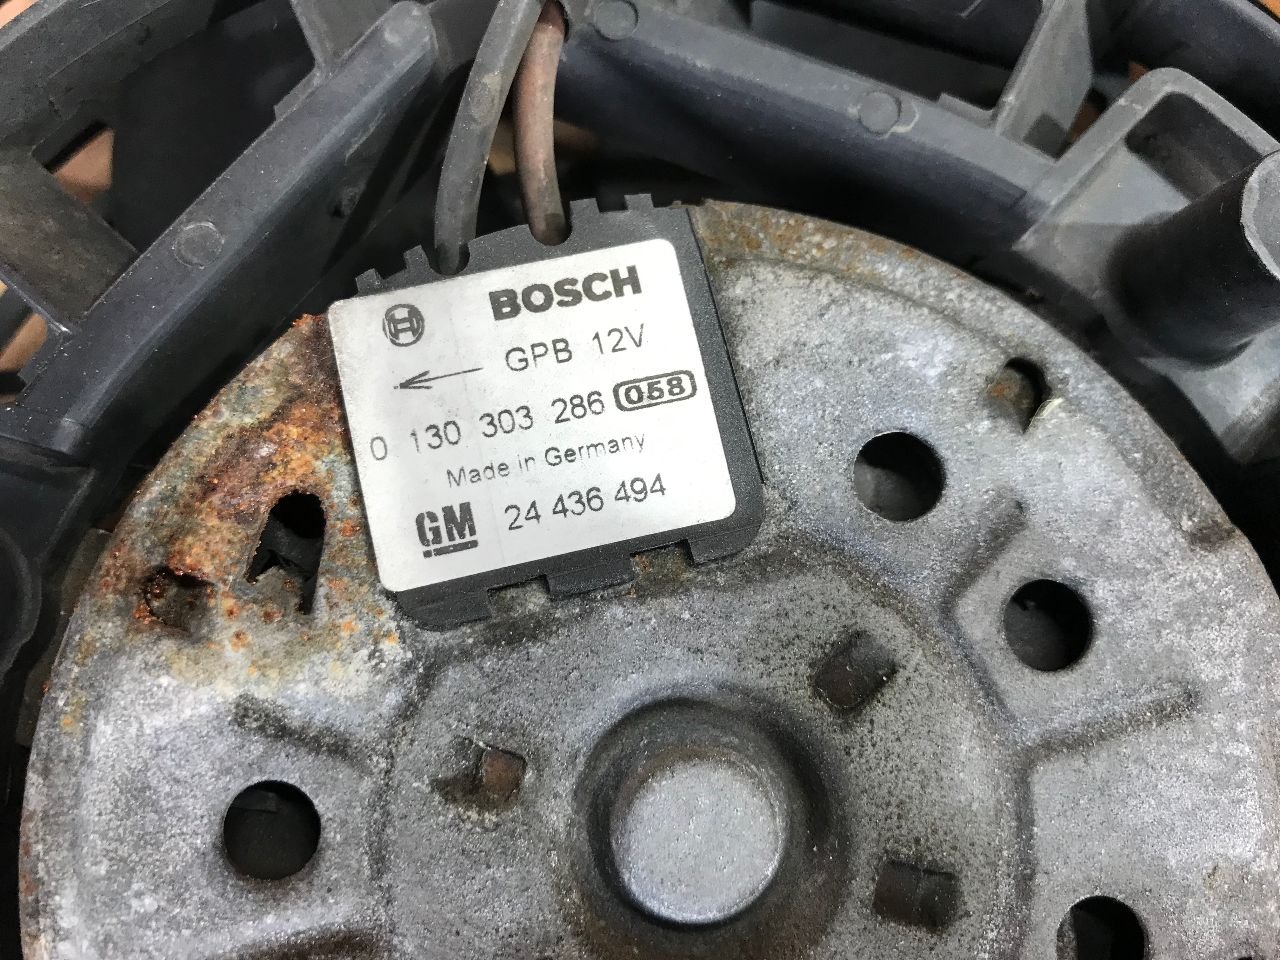 BOSCH
GPB 12V
0 130 303 286 058
Made in Germany
GM 24 436 494